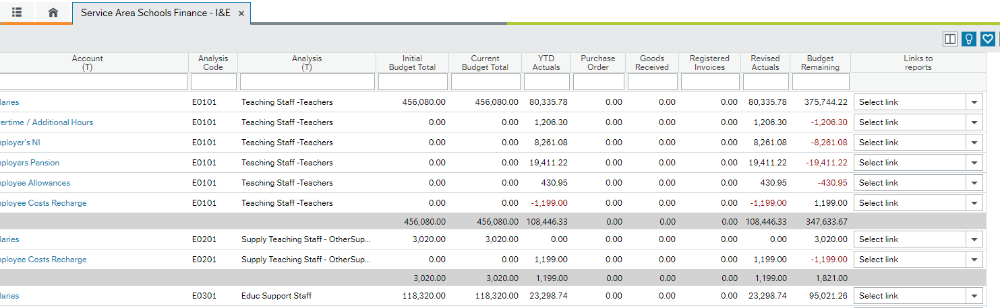 Service Area Schools Finance - I&E ×
Account (T) Analysis Code Analysis (T) Initial Budget Total Current Budget Total YTD Actuals Purchase Order Goods Received Registered Invoices Revised Actuals Budget Remaining Links to reports
laries E0101 Teaching Staff -Teachers 456,080.00 456,080.00 80,335.78 0.00 0.00 0.00 80,335.78 375,744.22 Select link
ertime / Additional Hours E0101 Teaching Staff -Teachers 0.00 0.00 1,206.30 0.00 0.00 0.00 1,206.30 -1,206.30 Select link
nployer's NI E0101 Teaching Staff -Teachers 0.00 0.00 8,261.08 0.00 0.00 0.00 8,261.08 -8,261.08 Select link
nployers Pension E0101 Teaching Staff -Teachers 0.00 0.00 19,411.22 0.00 0.00 0.00 19,411.22 -19,411.22 Select link
nployee Allowances E0101 Teaching Staff -Teachers 0.00 0.00 430.95 0.00 0.00 0.00 430.95 -430.95 Select link
nployee Costs Recharge E0101 Teaching Staff -Teachers 0.00 0.00 -1,199.00 0.00 0.00 0.00 -1,199.00 1,199.00 Select link
456,080.00 456,080.00 108,446.33 0.00 0.00 0.00 108,446.33 347,633.67
laries E0201 Supply Teaching Staff - OtherSup... 3,020.00 3,020.00 0.00 0.00 0.00 0.00 0.00 3,020.00 Select link
nployee Costs Recharge E0201 Supply Teaching Staff - OtherSup... 0.00 0.00 1,199.00 0.00 0.00 0.00 1,199.00 -1,199.00 Select link
3,020.00 3,020.00 1,199.00 0.00 0.00 0.00 1,199.00 1,821.00
laries E0301 Educ Support Staff 118,320.00 118,320.00 23,298.74 0.00 0.00 0.00 23,298.74 95,021.26 Select link